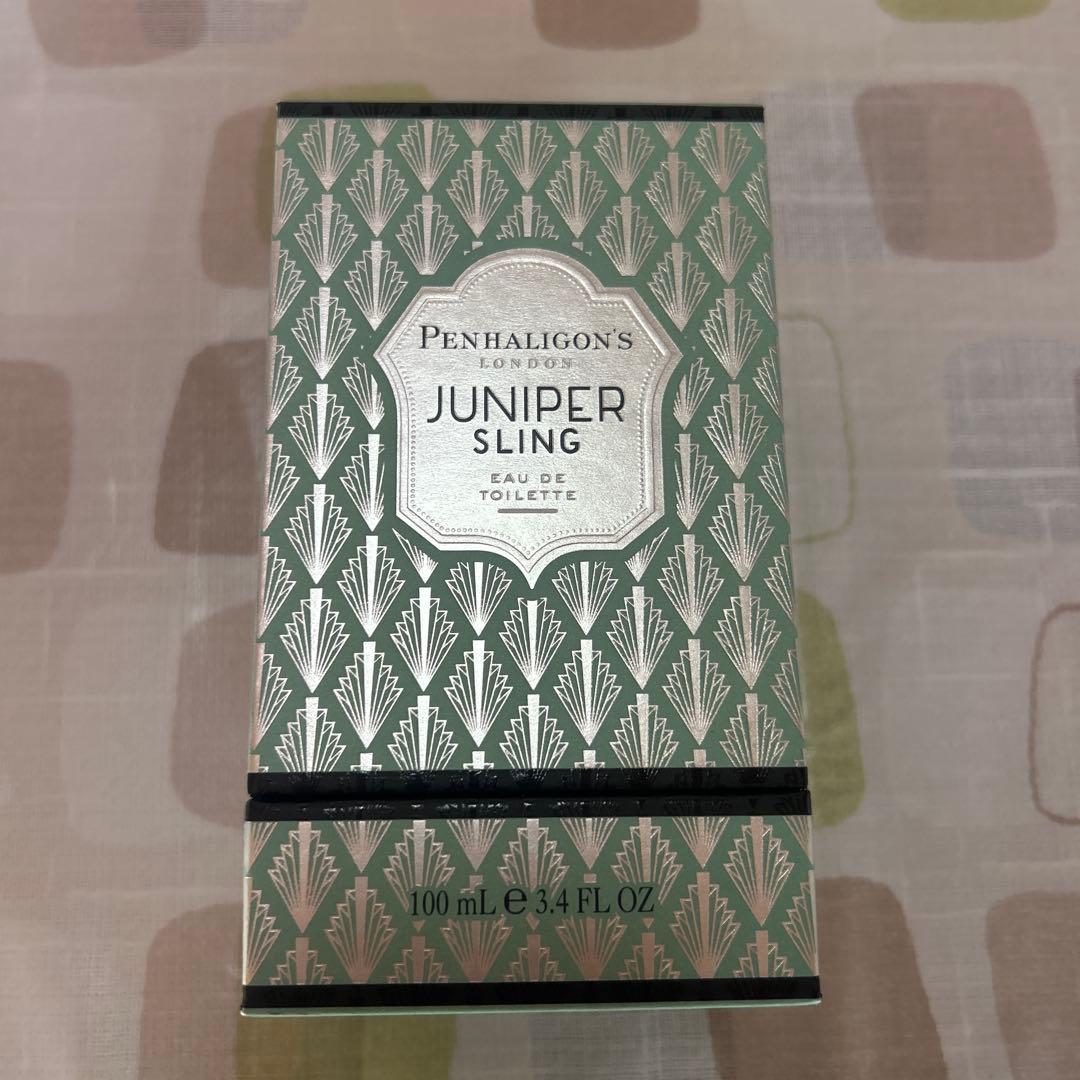 PENHALIGON'S
LONDON
JUNIPER
SLING
EAU DE
TOILETTE
100 mL ℮ 3.4 FL OZ